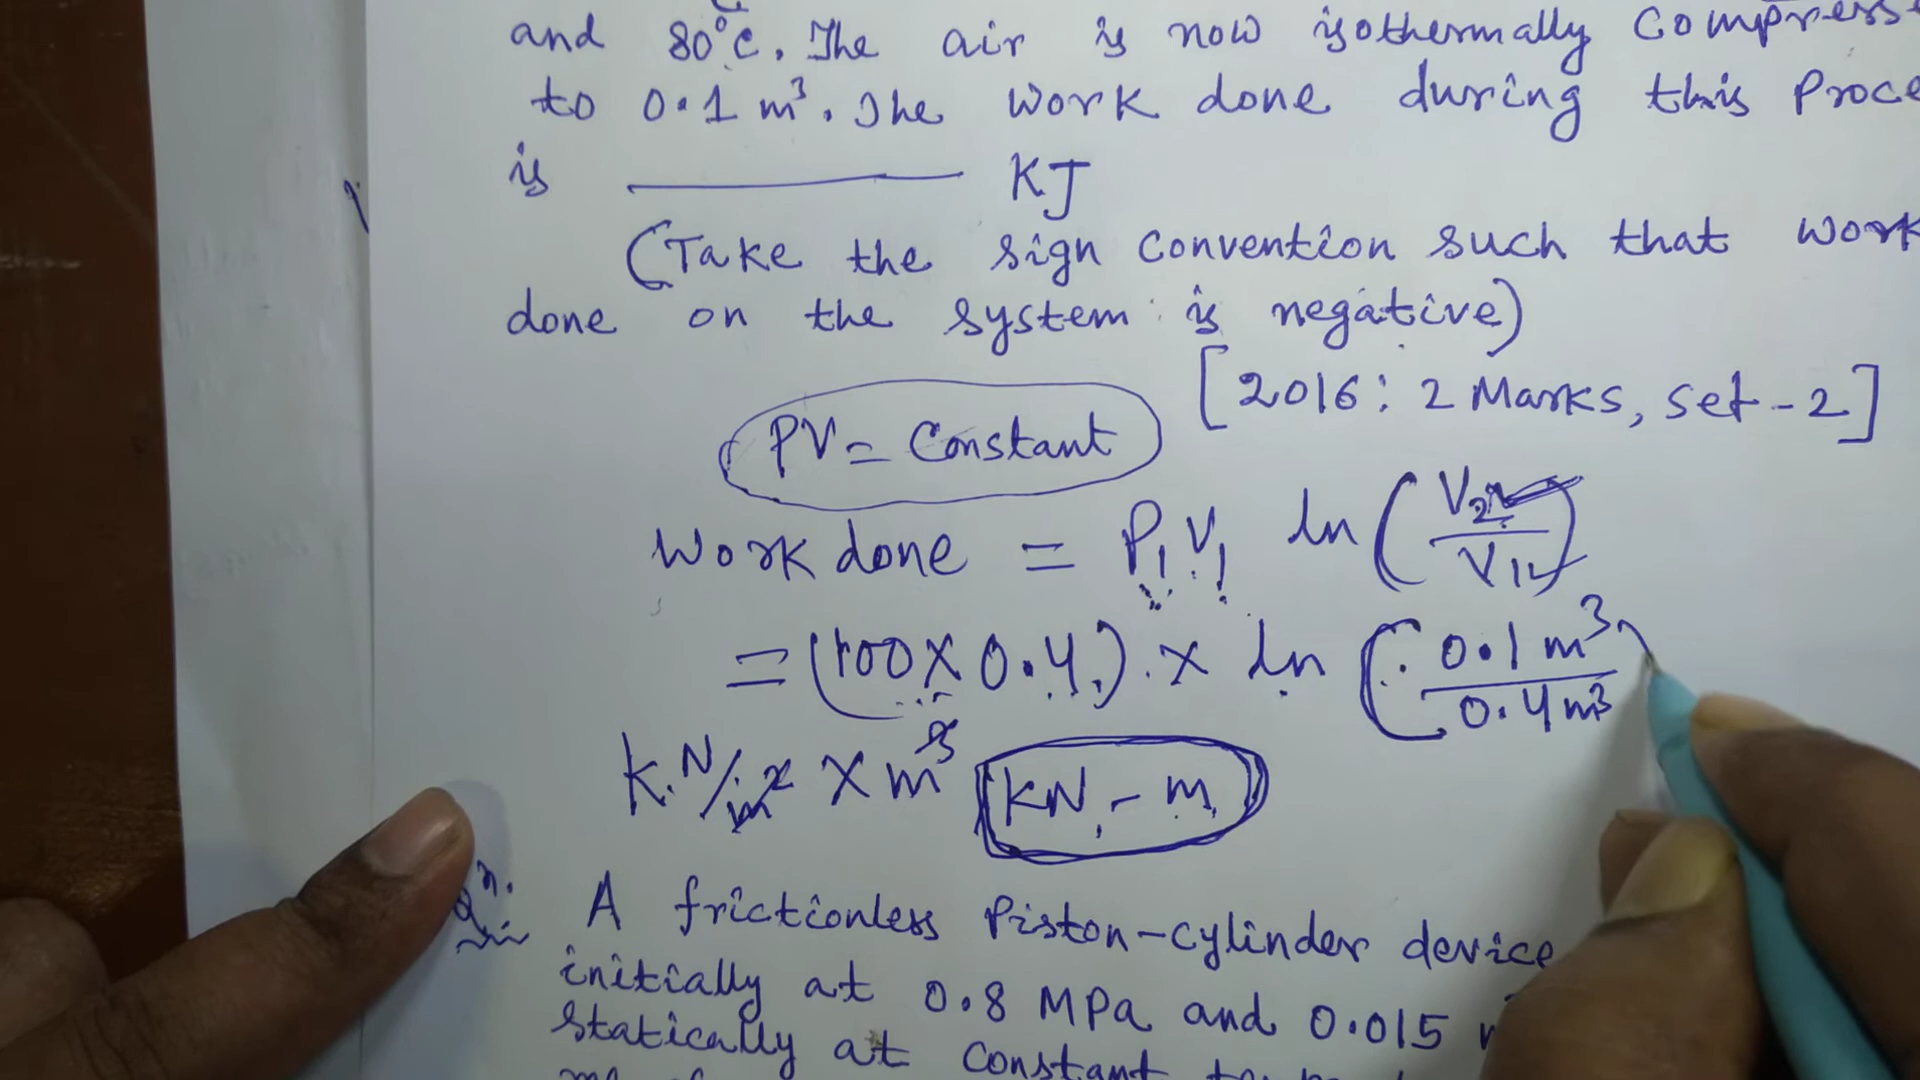 and 80°C. The air is now isothermally compress
to 0.1 m³. The work done during this Proce
is ———— KJ
(Take the sign convention such that work
done on the system is negative)
[2016: 2 Marks, set-2]
PV = Constant
Work done = P₁V₁ ln (V₂/V₁)
= (100 × 0.4) × ln (0.1 m³/0.4 m³)
K.N/m² × m³ KN-m
Qn. A frictionless Piston-cylinder device
initially at 0.8 MPa and 0.015
statically at constant